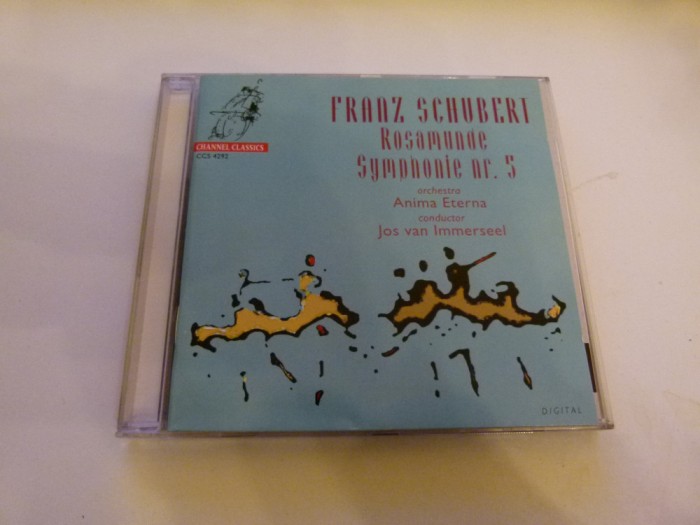 FRANZ SCHUBERT
Rosamunde
Symphonie nr. 5
orchestra
Anima Eterna
conductor
Jos van Immerseel
CHANNEL CLASSICS
CCS 4292
DIGITAL